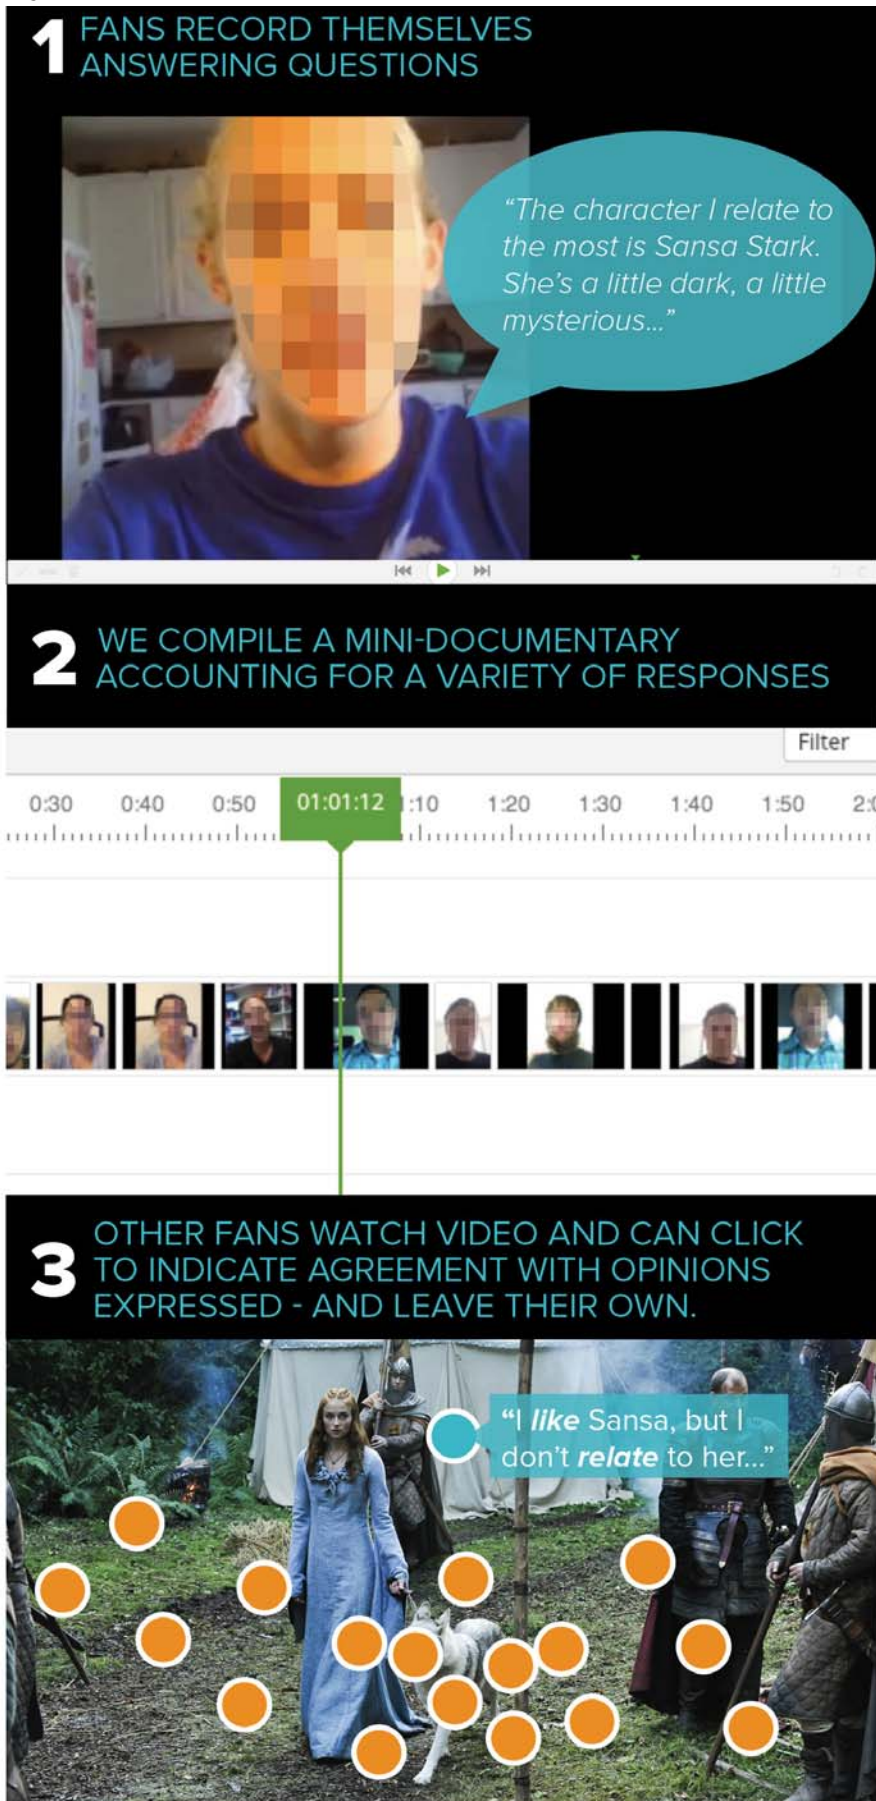 1 FANS RECORD THEMSELVES
ANSWERING QUESTIONS
“The character I relate to
the most is Sansa Stark.
She’s a little dark, a little
mysterious...”
2 WE COMPILE A MINI-DOCUMENTARY
ACCOUNTING FOR A VARIETY OF RESPONSES
Filter
0:30 0:40 0:50 01:01:12 1:10 1:20 1:30 1:40 1:50 2:0
3 OTHER FANS WATCH VIDEO AND CAN CLICK
TO INDICATE AGREEMENT WITH OPINIONS
EXPRESSED - AND LEAVE THEIR OWN.
“I like Sansa, but I
don’t relate to her...”